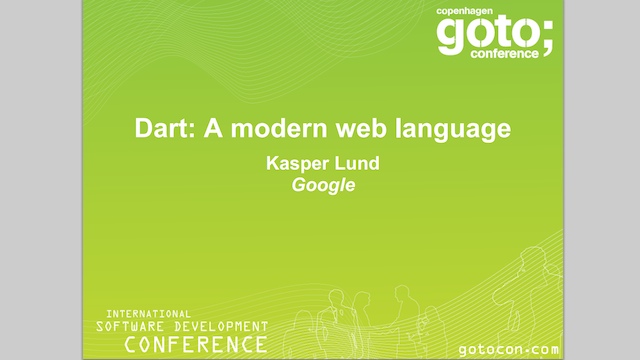 copenhagen
goto;
conference
Dart: A modern web language
Kasper Lund
Google
INTERNATIONAL
SOFTWARE DEVELOPMENT
CONFERENCE
gotocon.com